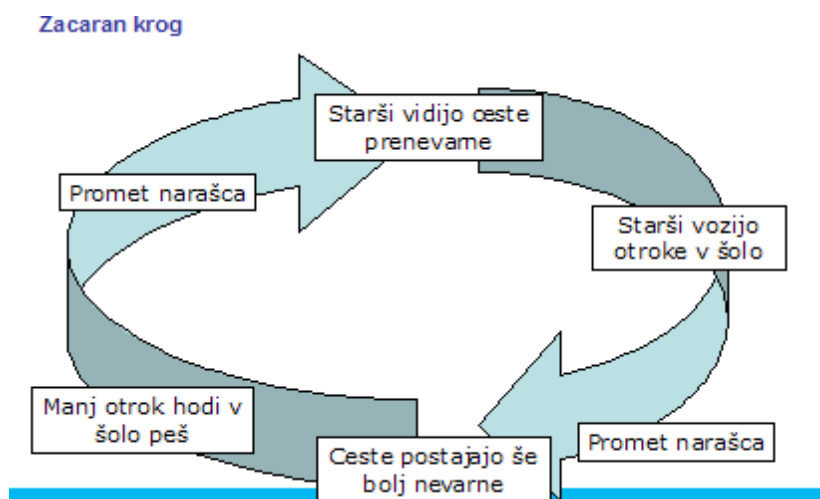 Zacaran krog
Starši vidijo ceste
prenevarne
Starši vozijo
otroke v šolo
Promet narašca
Ceste postajajo še
bolj nevarne
Manj otrok hodi v
šolo peš
Promet narašca